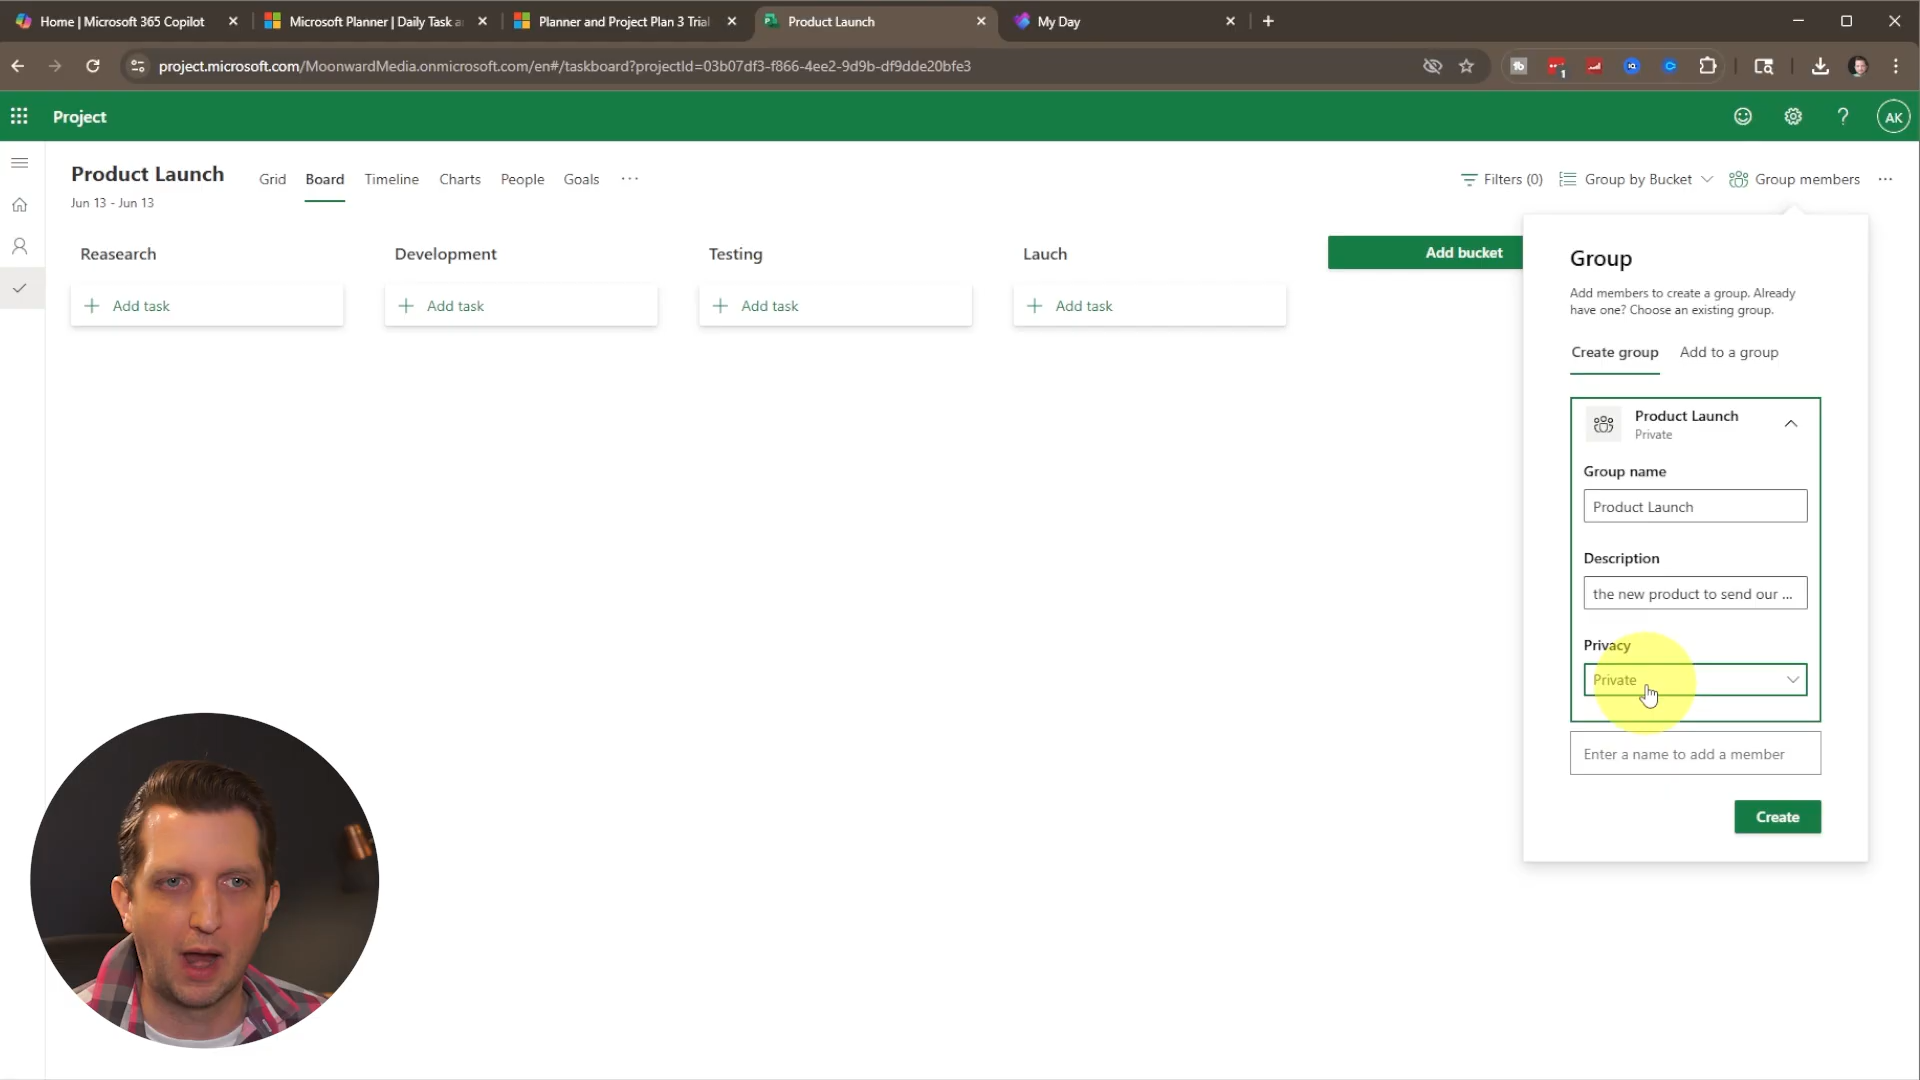 Home | Microsoft 365 Copilot
Microsoft Planner | Daily Task a
Planner and Project Plan 3 Trial
Product Launch
My Day
project.microsoft.com/MoonwardMedia.onmicrosoft.com/en#/taskboard?projectId=03b07df3-f866-4ee2-9d9b-df9dde20bfe3
Project
AK
Product Launch
Grid
Board
Timeline
Charts
People
Goals
Filters (0)
Group by Bucket
Group members
Jun 13 - Jun 13
Reasearch
Development
Testing
Lauch
Add bucket
Add task
Add task
Add task
Add task
Group
Add members to create a group. Already
have one? Choose an existing group.
Create group
Add to a group
Product Launch
Private
Group name
Product Launch
Description
the new product to send our ...
Privacy
Private
Enter a name to add a member
Create